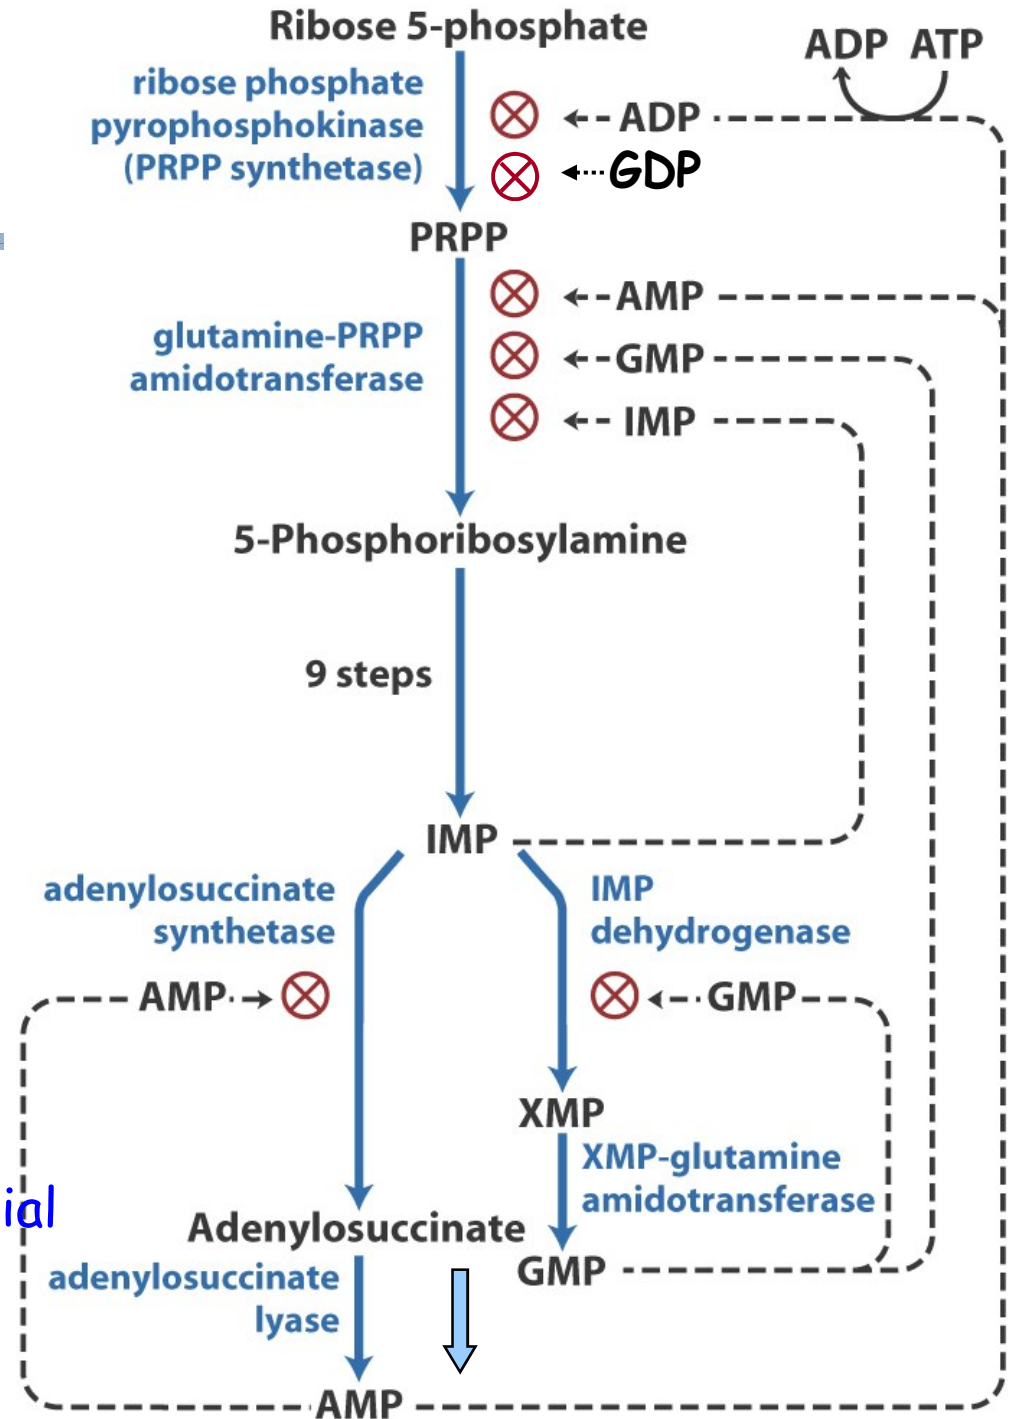 Ribose 5-phosphate
ADP ATP
ribose phosphate
pyrophosphokinase
(PRPP synthetase)
ADP
GDP
PRPP
AMP
glutamine-PRPP
amidotransferase
GMP
IMP
5-Phosphoribosylamine
9 steps
IMP
adenylosuccinate
synthetase
IMP
dehydrogenase
AMP
GMP
XMP
XMP-glutamine
amidotransferase
ial
Adenylosuccinate
adenylosuccinate
lyase
GMP
AMP